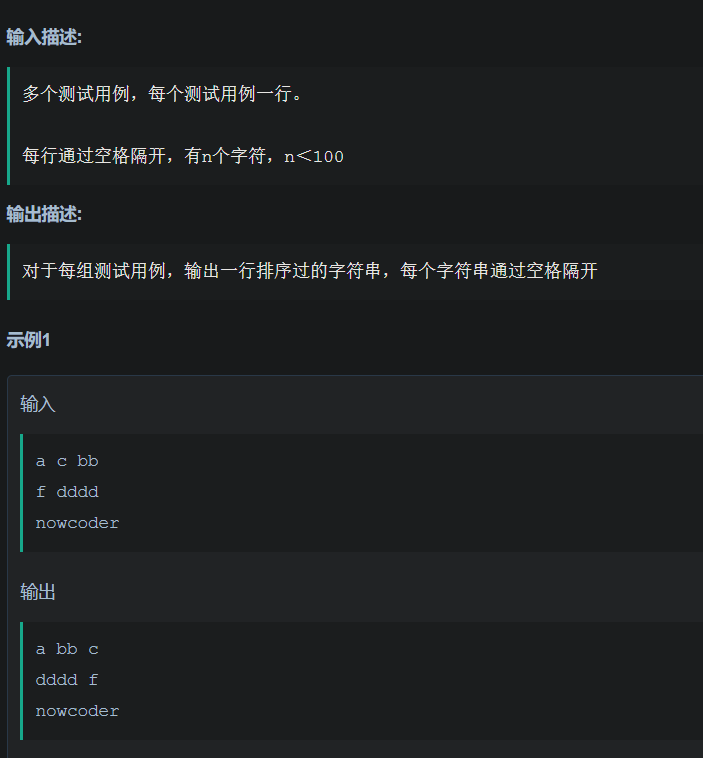 输入描述:
多个测试用例，每个测试用例一行。
每行通过空格隔开，有n个字符，n＜100
输出描述:
对于每组测试用例，输出一行排序过的字符串，每个字符串通过空格隔开
示例1
输入
a c bb
f dddd
nowcoder
输出
a bb c
dddd f
nowcoder